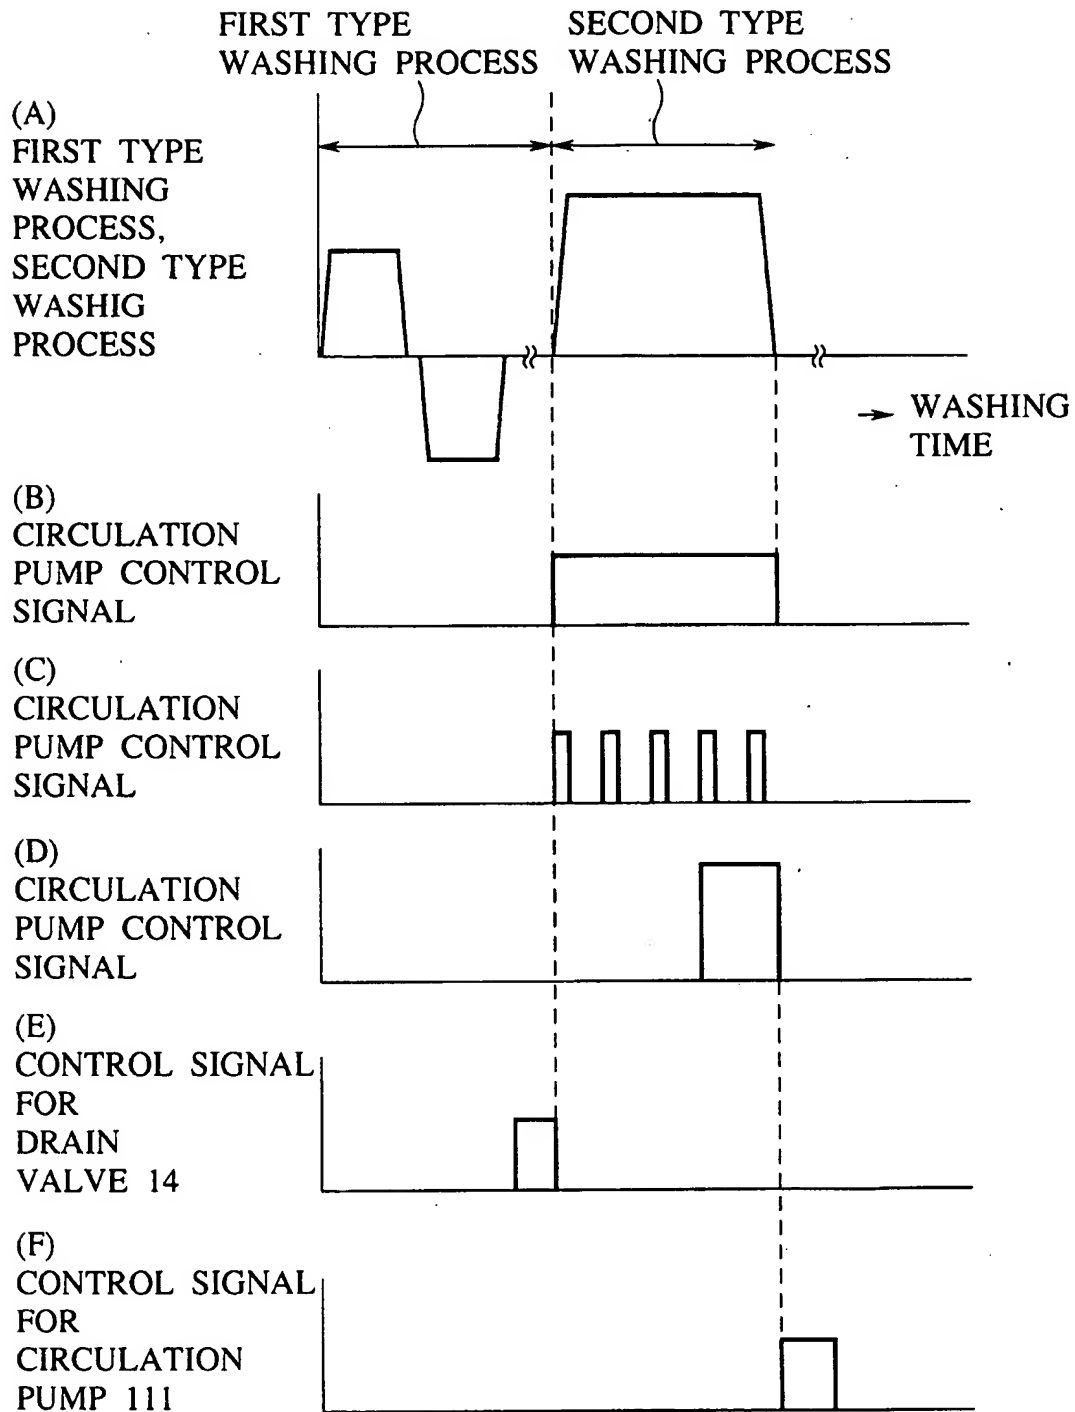 FIRST TYPE
WASHING PROCESS
SECOND TYPE
WASHING PROCESS
(A)
FIRST TYPE
WASHING
PROCESS,
SECOND TYPE
WASHIG
PROCESS
→ WASHING
TIME
(B)
CIRCULATION
PUMP CONTROL
SIGNAL
(C)
CIRCULATION
PUMP CONTROL
SIGNAL
(D)
CIRCULATION
PUMP CONTROL
SIGNAL
(E)
CONTROL SIGNAL
FOR
DRAIN
VALVE 14
(F)
CONTROL SIGNAL
FOR
CIRCULATION
PUMP 111